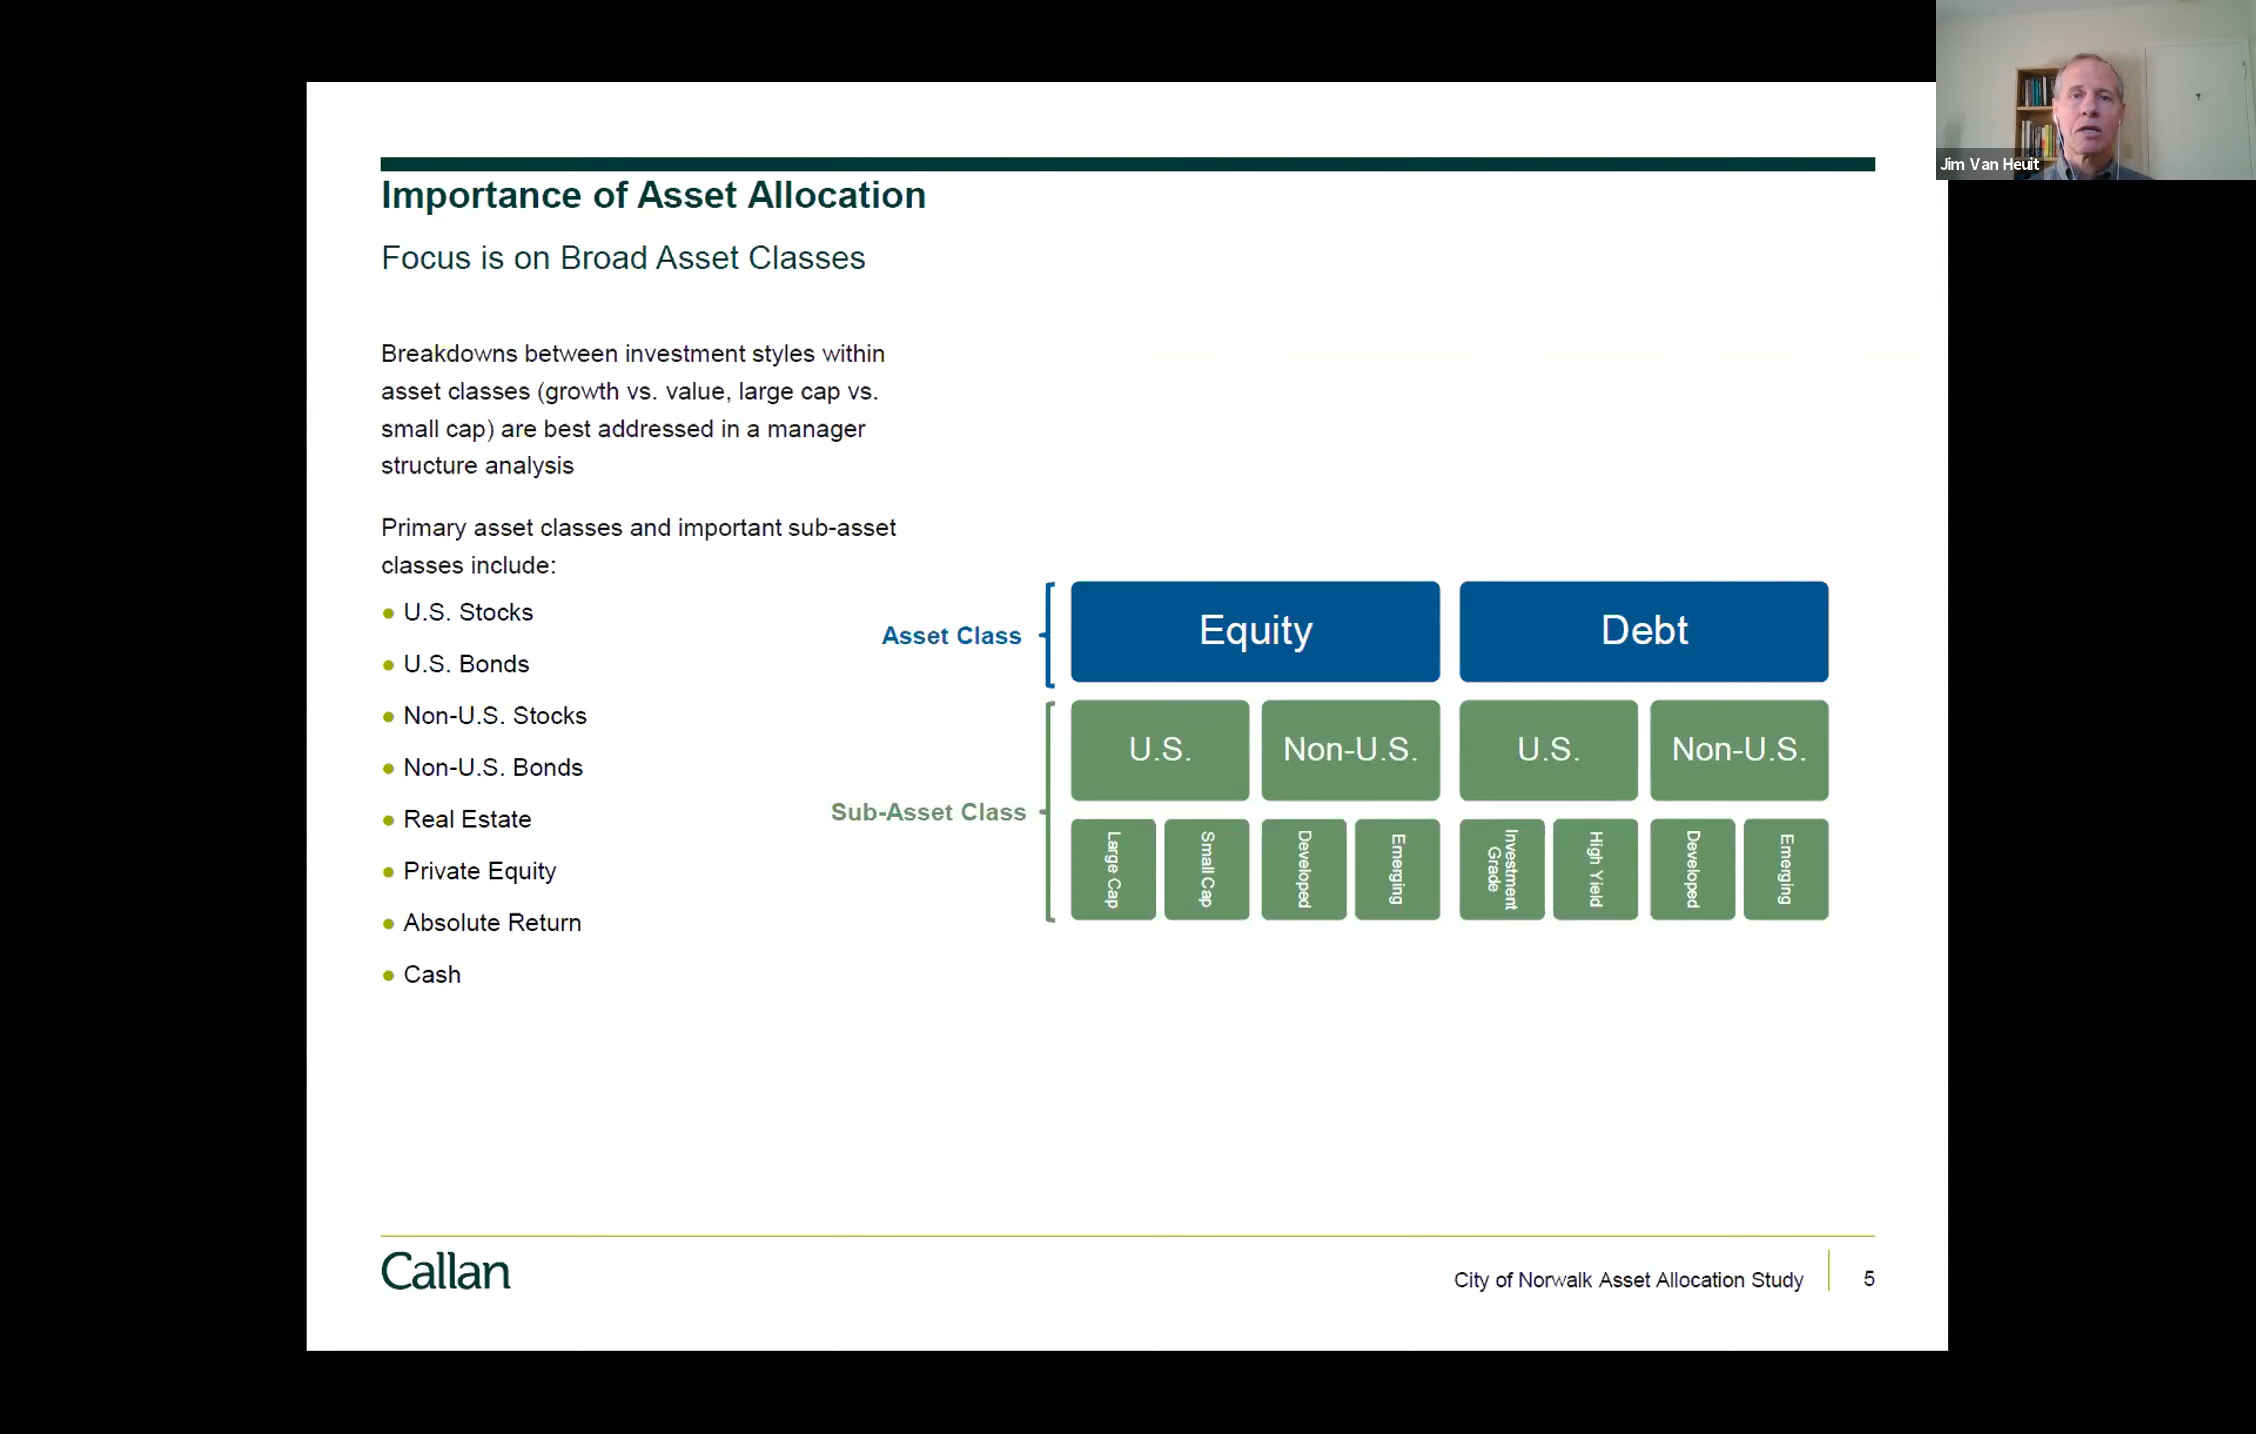 Jim Van Heuit
Importance of Asset Allocation
Focus is on Broad Asset Classes
Breakdowns between investment styles within
asset classes (growth vs. value, large cap vs.
small cap) are best addressed in a manager
structure analysis
Primary asset classes and important sub-asset
classes include:
● U.S. Stocks
● U.S. Bonds
● Non-U.S. Stocks
● Non-U.S. Bonds
● Real Estate
● Private Equity
● Absolute Return
● Cash
Asset Class
Equity
Debt
Sub-Asset Class
U.S.
Non-U.S.
U.S.
Non-U.S.
Large Cap
Small Cap
Developed
Emerging
Investment
Grade
High Yield
Developed
Emerging
Callan
City of Norwalk Asset Allocation Study
5